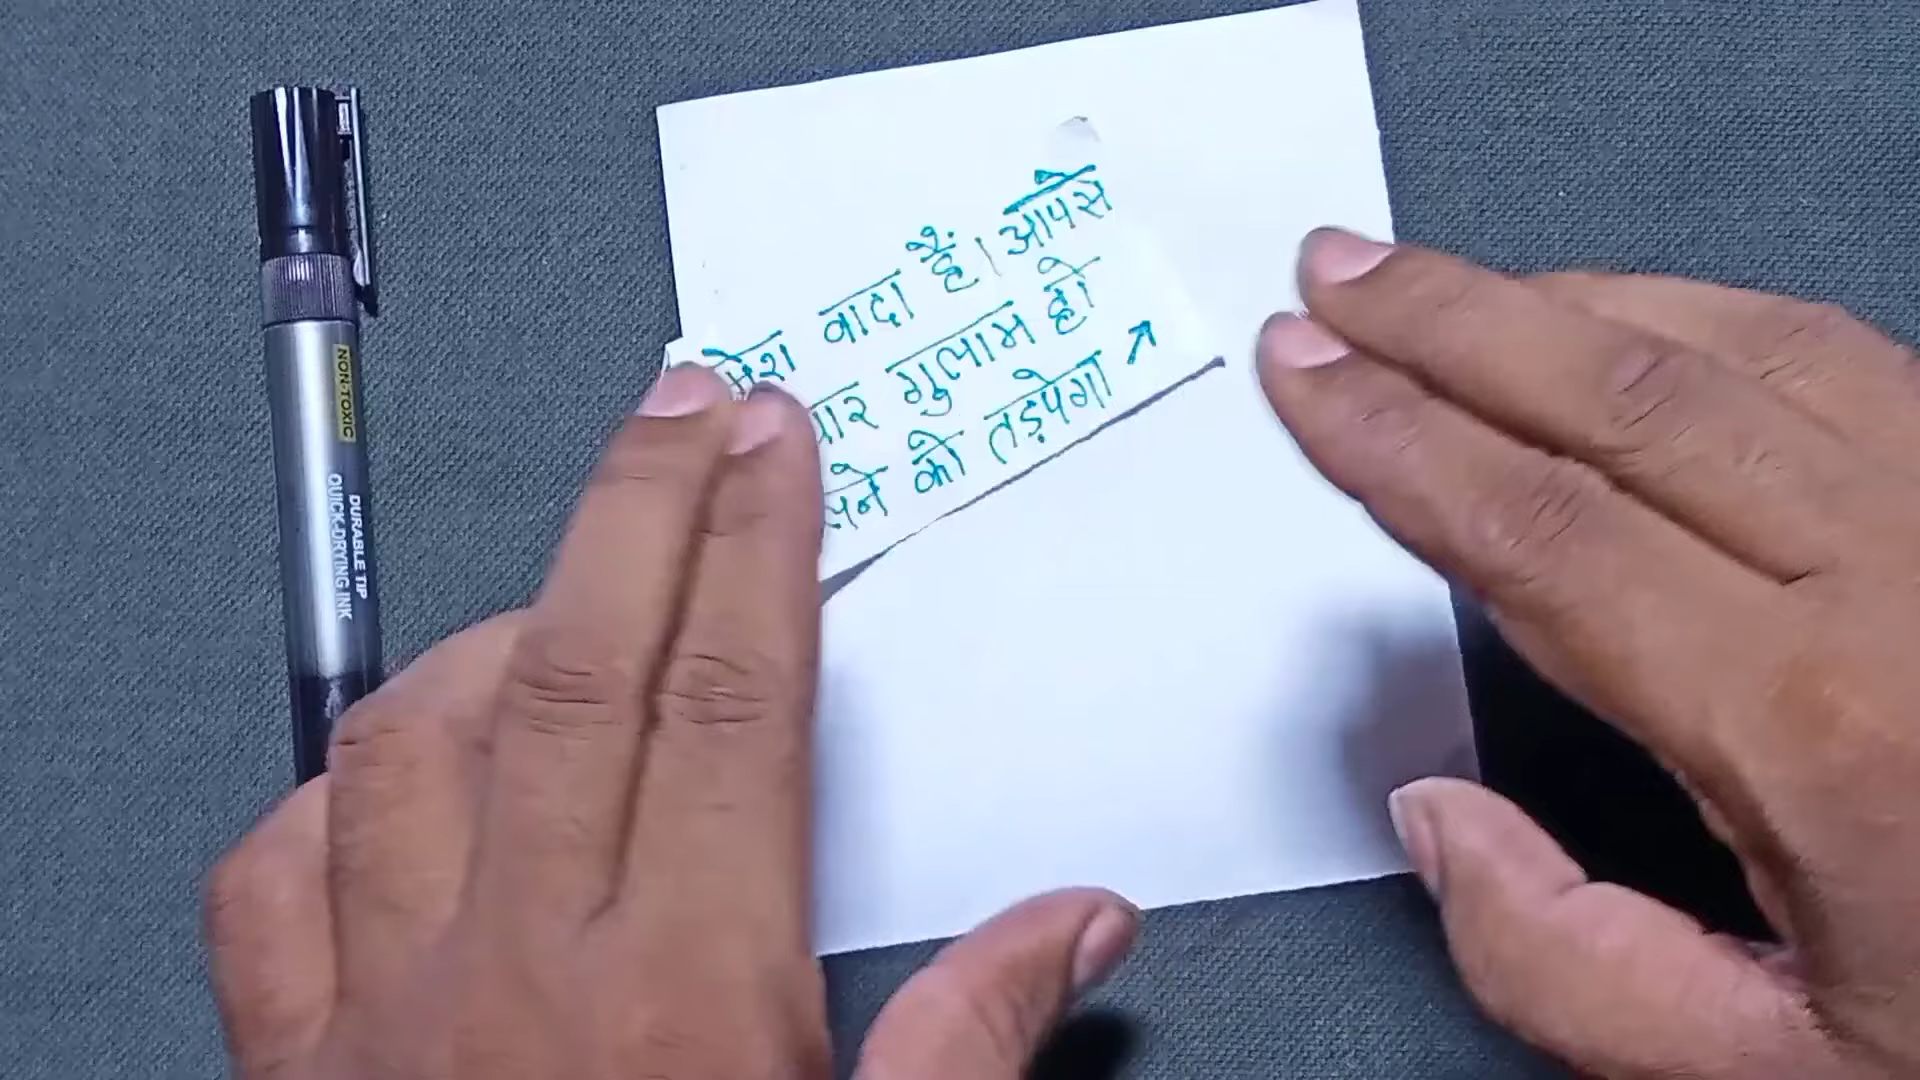 मेरा वादा हैं। आपसे
गुलाम हो
को तड़पेगा ↗
NON-TOXIC
DURABLE TIP
QUICK-DRYING INK